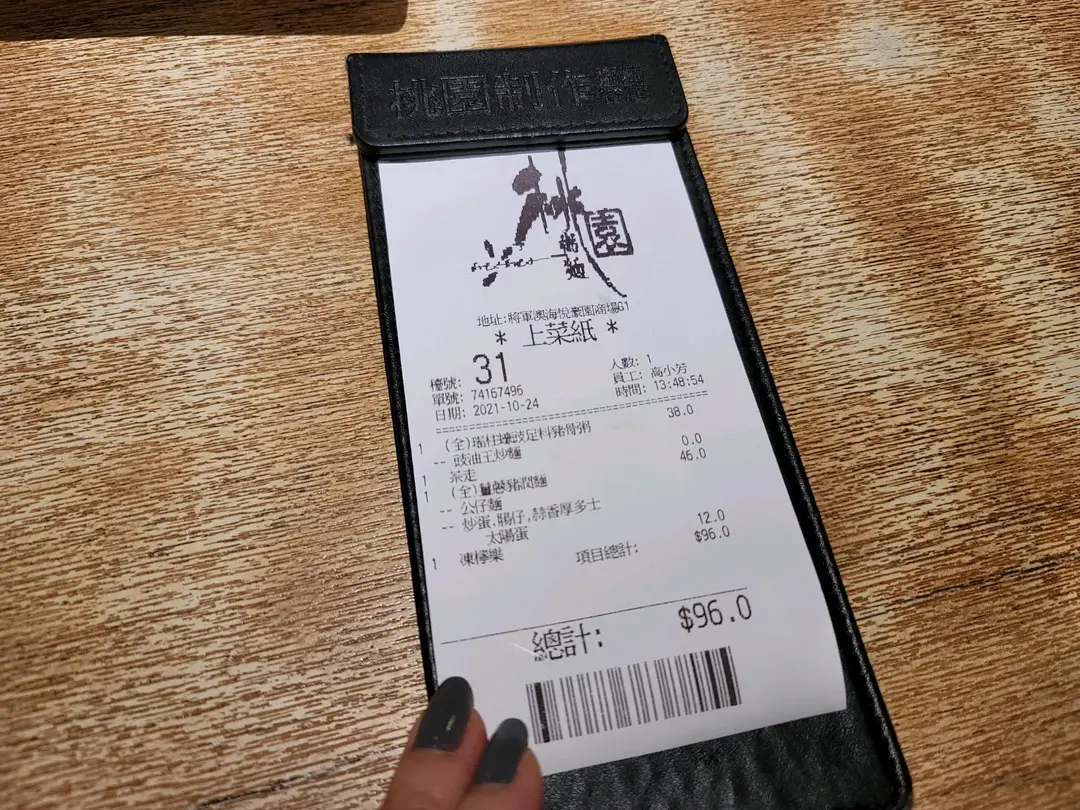 桃園制作
桃園
粥麵
地址:將軍澳海悅豪園商場G1
* 上菜紙 *
檯號: 31
人數: 1
單號: 74167496
員工: 高小芳
日期: 2021-10-24
時間: 13:48:54
1 (全)瑤柱蠔豉足料豬骨粥 38.0
-- 豉油王炒麵
1 茶走 0.0
1 (全)薑蔥豬潤麵 46.0
-- 公仔麵
-- 炒蛋,腸仔,蒜香厚多士
太陽蛋
1 凍檸樂 12.0
項目總計: $96.0
總計: $96.0